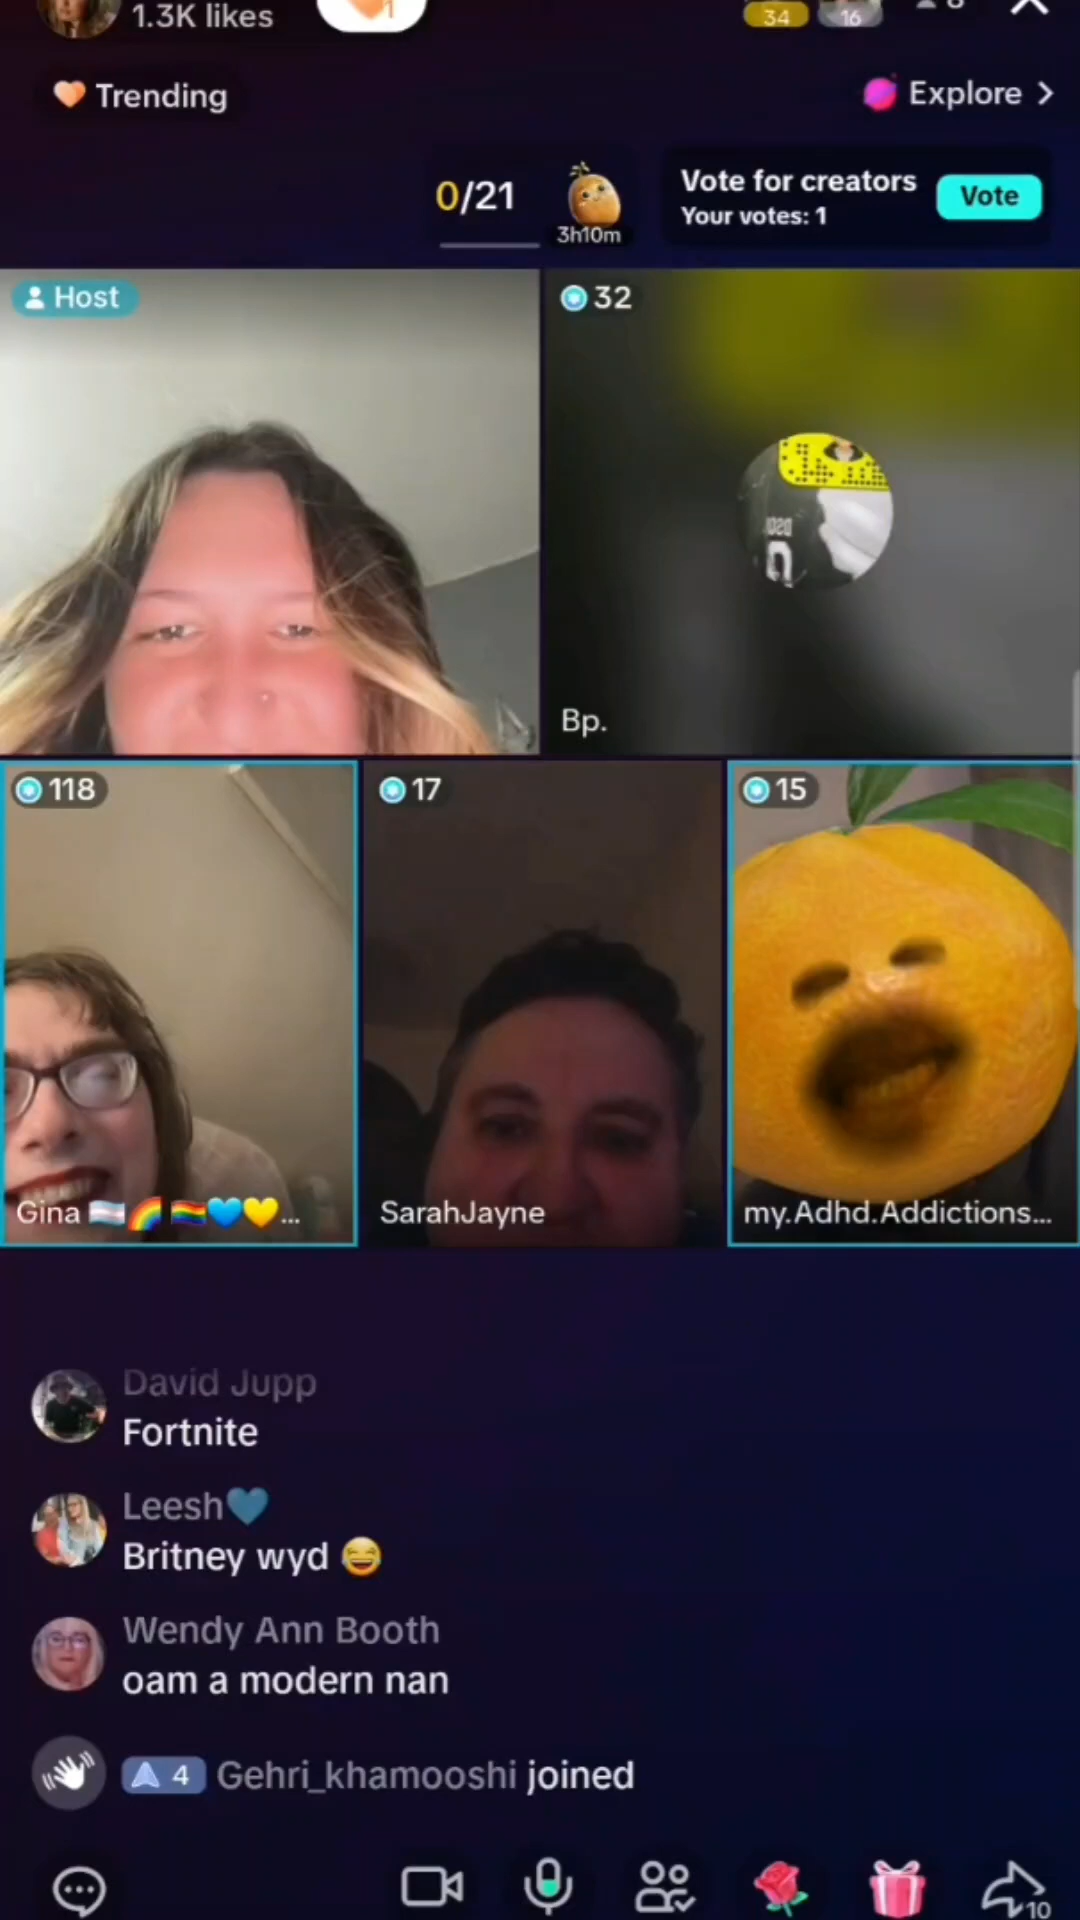 1.3K likes
1
34
16
8
Trending
Explore
0/21
3h10m
Vote for creators
Your votes: 1
Vote
Host
32
Bp.
118
17
15
Gina 🏳️‍⚧️🌈🏳️‍🌈💙💛...
SarahJayne
my.Adhd.Addictions...
David Jupp
Fortnite
Leesh💙
Britney wyd 😂
Wendy Ann Booth
oam a modern nan
4 Gehri_khamooshi joined
10